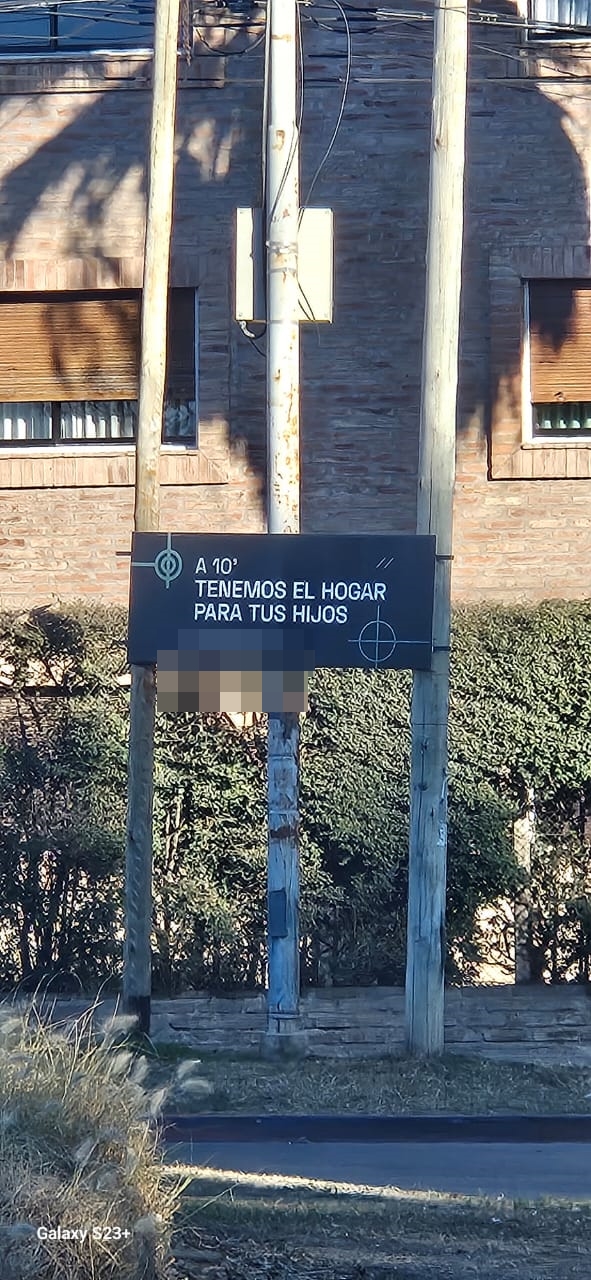 A 10'
TENEMOS EL HOGAR
PARA TUS HIJOS
Galaxy S23+